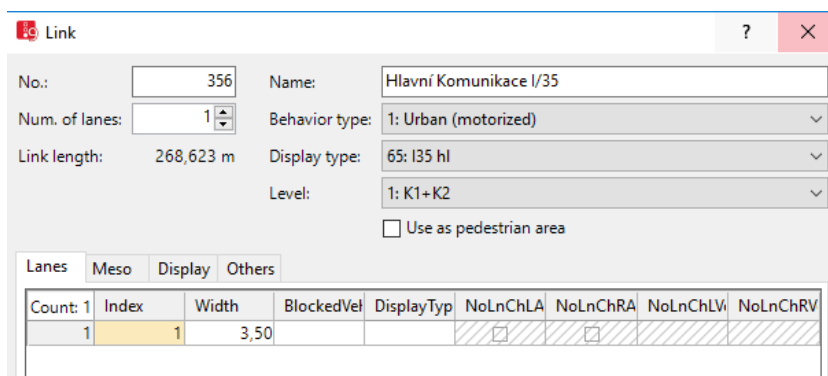 Link ?
No.: 356 Name: Hlavní Komunikace I/35
Num. of lanes: 1 Behavior type: 1: Urban (motorized)
Link length: 268,623 m Display type: 65: I35 hl
Level: 1: K1+K2
Use as pedestrian area
Lanes Meso Display Others
Count: 1 Index Width BlockedVeh DisplayTyp NoLnChLA NoLnChRA NoLnChLV NoLnChRV
1 1 3,50